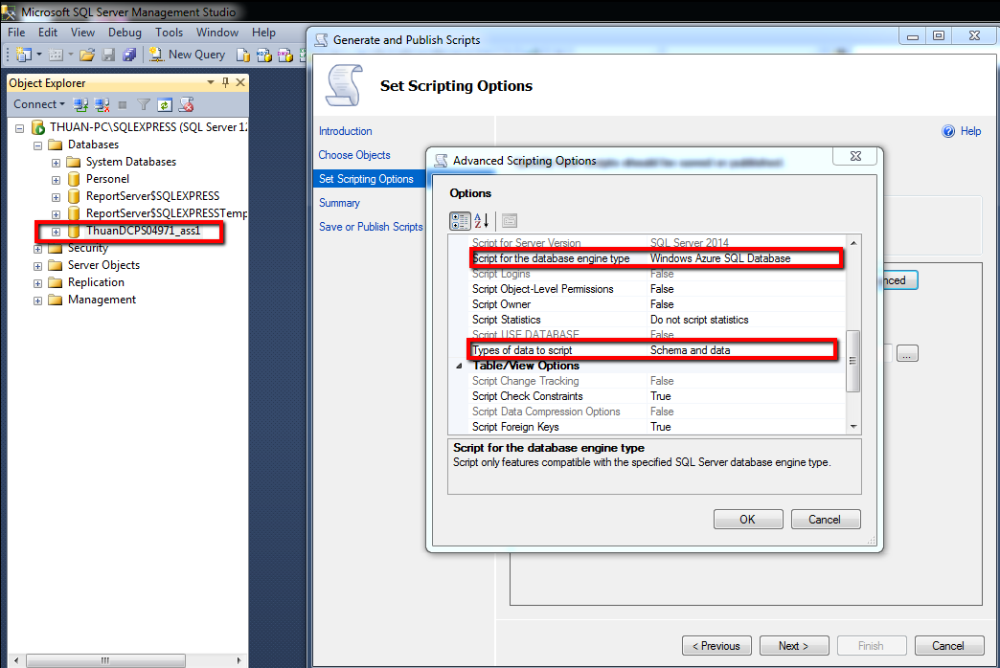 Microsoft SQL Server Management Studio
File Edit View Debug Tools Window Help
New Query
Object Explorer
Connect
THUAN-PC\SQLEXPRESS (SQL Server 12
Databases
System Databases
Personel
ReportServer$SQLEXPRESS
ReportServer$SQLEXPRESSTemp
ThuanDCPS04971_ass1
Security
Server Objects
Replication
Management
Generate and Publish Scripts
Set Scripting Options
Introduction
Choose Objects
Set Scripting Options
Summary
Save or Publish Scripts
Help
Advanced Scripting Options
Options
Script for Server Version SQL Server 2014
Script for the database engine type Windows Azure SQL Database
Script Logins False
Script Object-Level Permissions False
Script Owner False
Script Statistics Do not script statistics
Script USE DATABASE False
Types of data to script Schema and data
Table/View Options
Script Change Tracking False
Script Check Constraints True
Script Data Compression Options False
Script Foreign Keys True
Script for the database engine type
Script only features compatible with the specified SQL Server database engine type.
OK Cancel
nced
...
< Previous Next > Finish Cancel